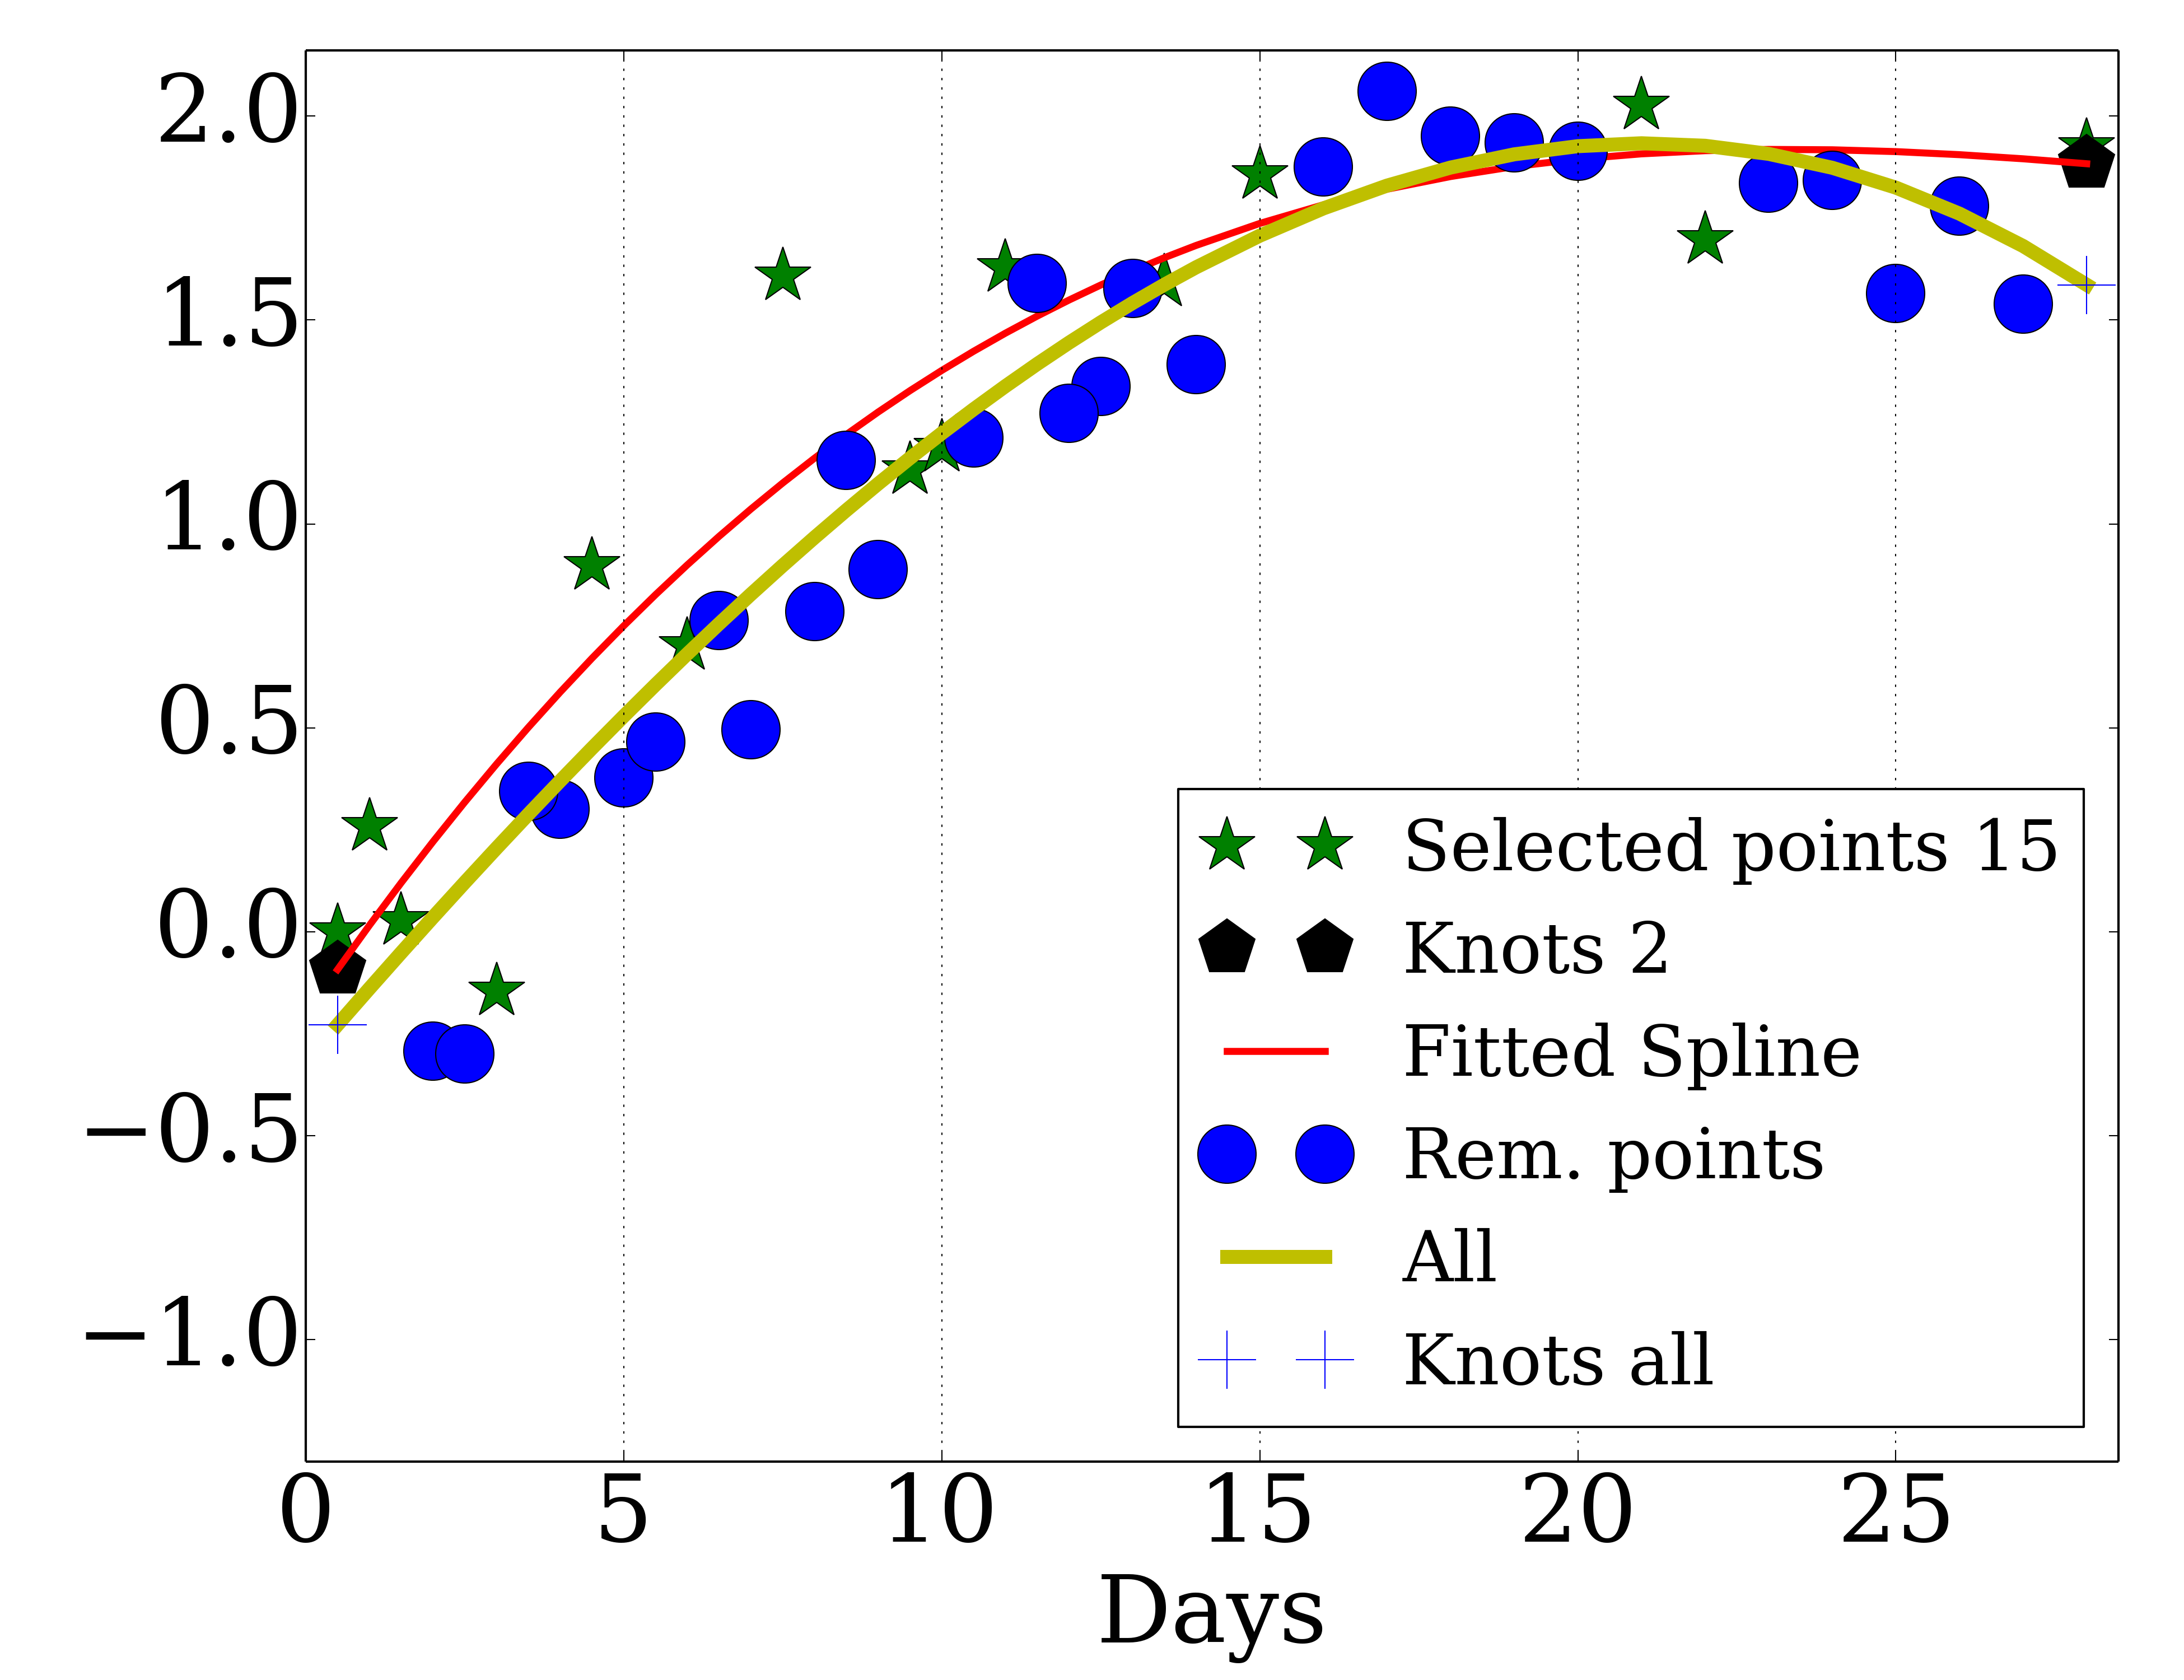 2.0
1.5
1.0
0.5
0.0
−0.5
−1.0
0 5 10 15 20 25
Days
Selected points 15
Knots 2
Fitted Spline
Rem. points
All
Knots all